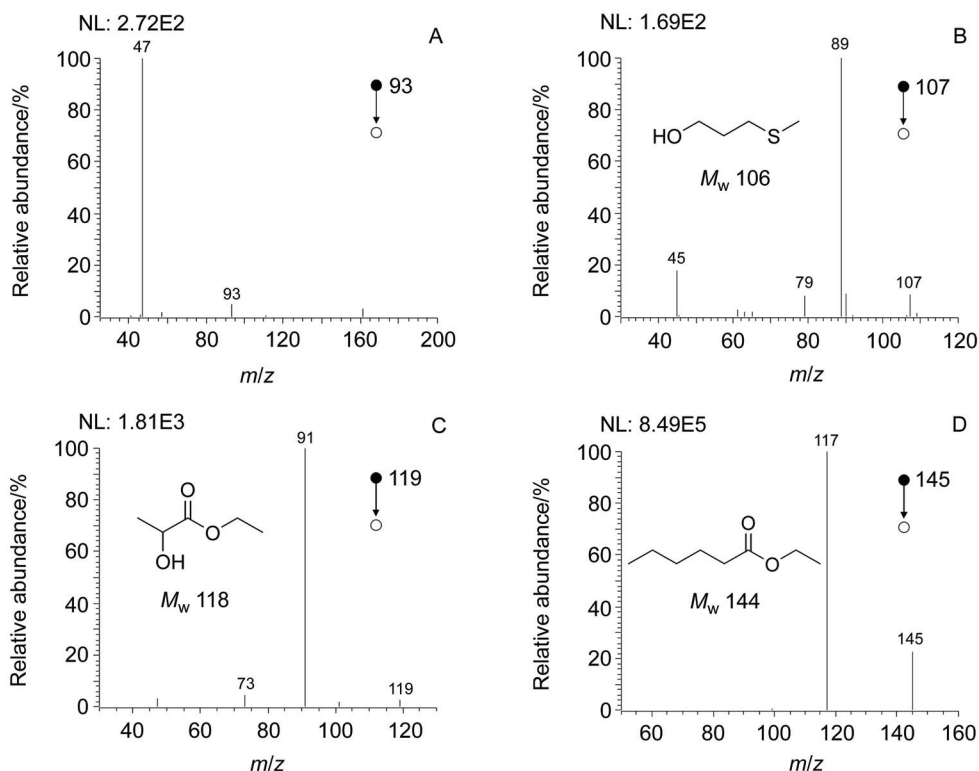 NL: 2.72E2
A
47
93
93
Relative abundance/%
100
80
60
40
20
0
40
80
120
160
200
m/z
NL: 1.69E2
B
89
107
HO
S
Mw 106
45
79
107
Relative abundance/%
100
80
60
40
20
0
40
60
80
100
120
m/z
NL: 1.81E3
C
91
119
O
O
OH
Mw 118
73
119
Relative abundance/%
100
80
60
40
20
0
40
60
80
100
120
m/z
NL: 8.49E5
D
117
145
O
O
Mw 144
145
Relative abundance/%
100
80
60
40
20
0
60
80
100
120
140
160
m/z